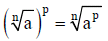 (ⁿ√a)ᵖ = ⁿ√aᵖ